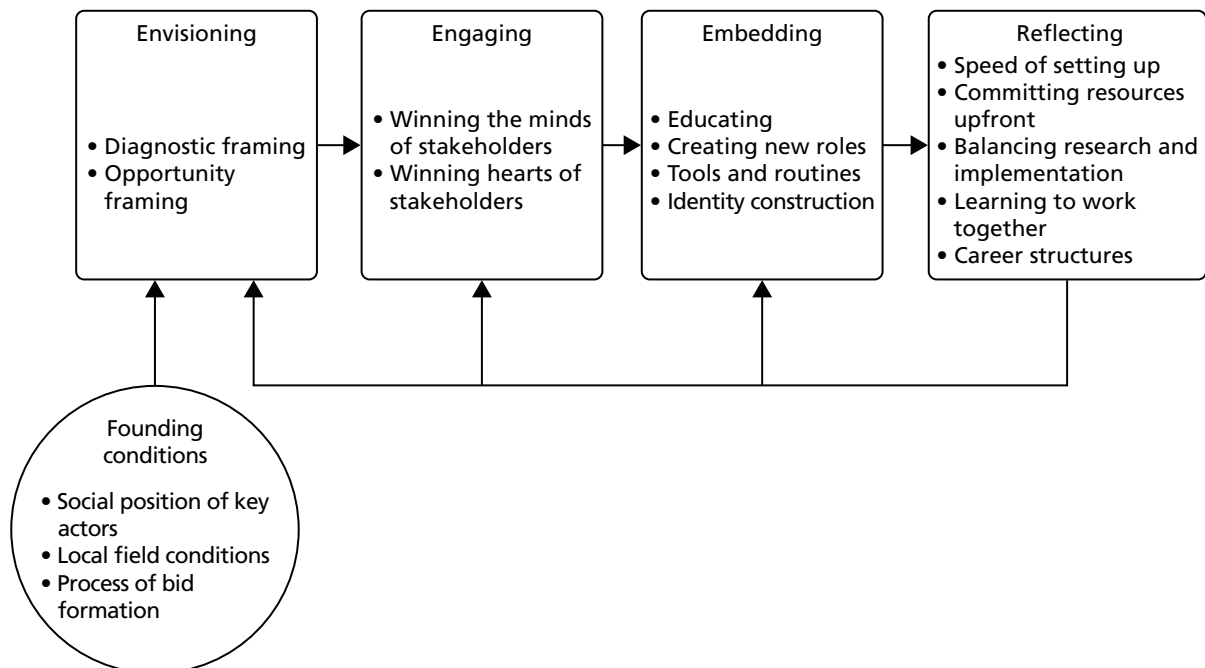 Envisioning
• Diagnostic framing
• Opportunity
framing
Engaging
• Winning the minds
of stakeholders
• Winning hearts of
stakeholders
Embedding
• Educating
• Creating new roles
• Tools and routines
• Identity construction
Reflecting
• Speed of setting up
• Committing resources
upfront
• Balancing research and
implementation
• Learning to work
together
• Career structures
Founding
conditions
• Social position of key
actors
• Local field conditions
• Process of bid
formation